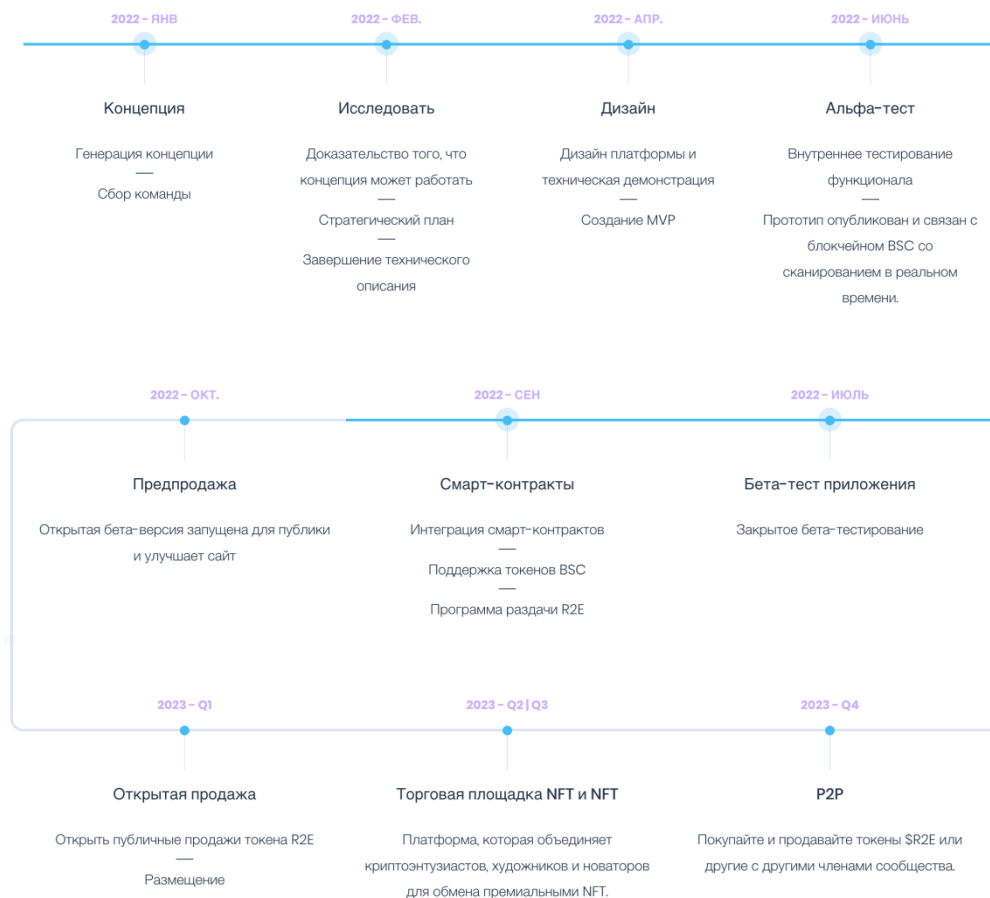 2022 - ЯНВ
2022 - ФЕВ.
2022 - АПР.
2022 - ИЮНЬ
Концепция
Генерация концепции
Сбор команды
Исследовать
Доказательство того, что
концепция может работать
Стратегический план
Завершение технического
описания
Дизайн
Дизайн платформы и
техническая демонстрация
Создание MVP
Альфа-тест
Внутреннее тестирование
функционала
Прототип опубликован и связан с
блокчейном BSC со
сканированием в реальном
времени.
2022 - ОКТ.
2022 - СЕН
2022 - ИЮЛЬ
Предпродажа
Открытая бета-версия запущена для публики
и улучшает сайт
Смарт-контракты
Интеграция смарт-контрактов
Поддержка токенов BSC
Программа раздачи R2E
Бета-тест приложения
Закрытое бета-тестирование
2023 - Q1
2023 - Q2|Q3
2023 - Q4
Открытая продажа
Открыть публичные продажи токена R2E
Размещение
Торговая площадка NFT и NFT
Платформа, которая объединяет
криптоэнтузиастов, художников и новаторов
для обмена премиальными NFT.
P2P
Покупайте и продавайте токены $R2E или
другие с другими членами сообщества.